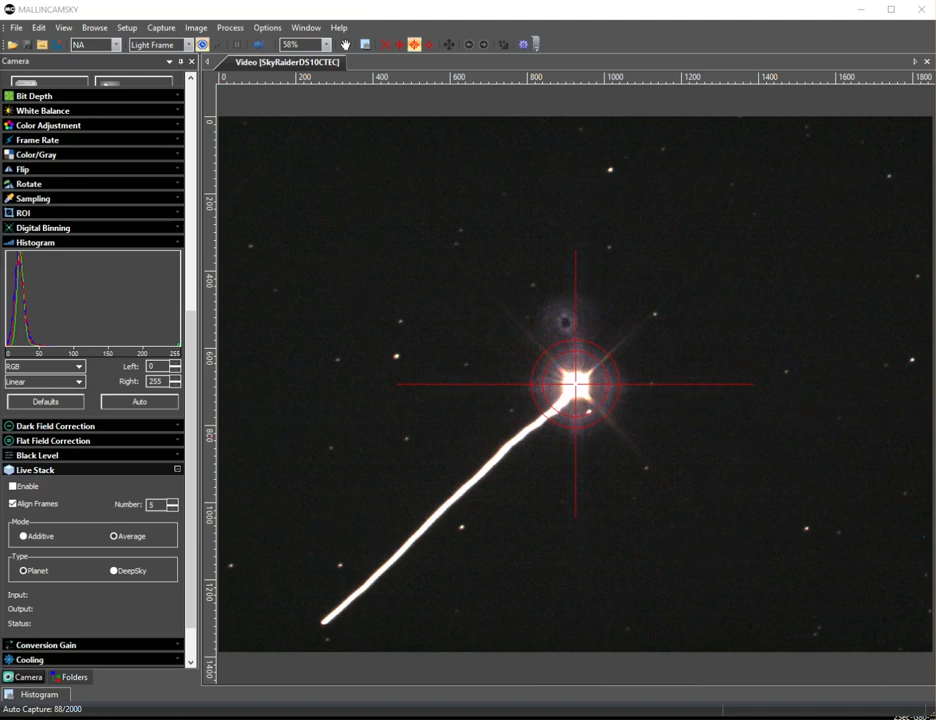 MALLINCAMSKY
File Edit View Browse Setup Capture Image Process Options Window Help
NA Light Frame 58%
Camera
Video [SkyRaiderDS10CTEC]
0 200 400 600 800 1000 1200 1400 1600 1800
0 200 400 600 800 1000 1200 1400
Bit Depth
White Balance
Color Adjustment
Frame Rate
Color/Gray
Flip
Rotate
Sampling
ROI
Digital Binning
Histogram
0 50 100 150 200 255
RGB Left: 0
Linear Right: 255
Defaults Auto
Dark Field Correction
Flat Field Correction
Black Level
Live Stack
Enable
Align Frames Number: 5
Mode
Additive Average
Type
Planet DeepSky
Input:
Output:
Status:
Conversion Gain
Cooling
Camera Folders
Histogram
Auto Capture: 88/2000